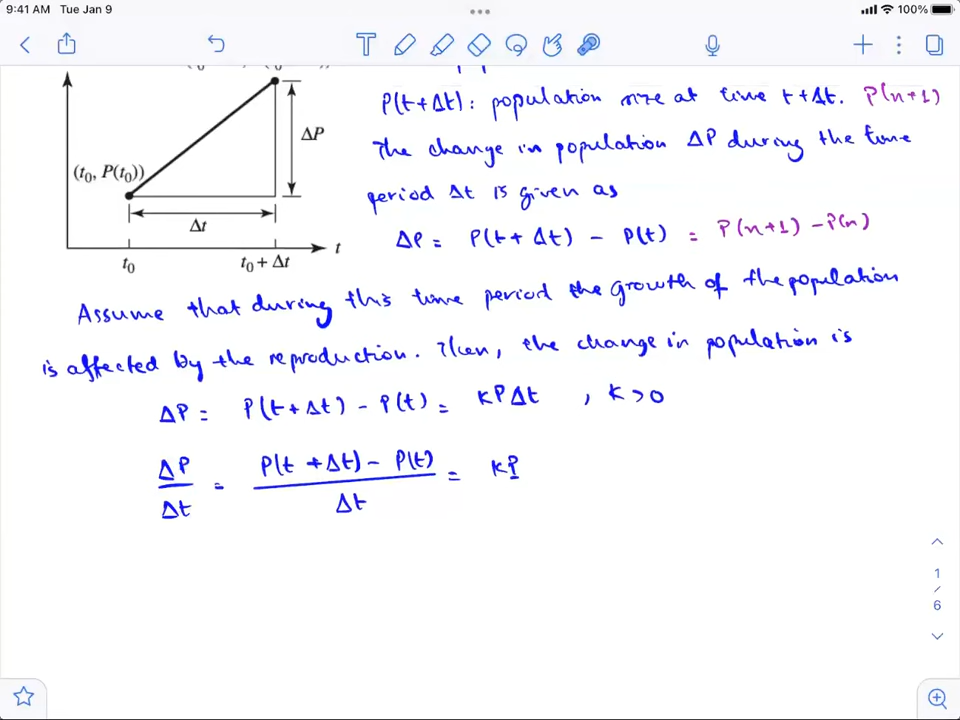 9:41 AM Tue Jan 9
100%
P(t+Δt): population size at time t+Δt. P(n+1)
ΔP
The change in population ΔP during the time
(t₀, P(t₀))
period Δt is given as
Δt
ΔP = P(t+Δt) - P(t) = P(n+1) - P(n)
t
t₀
t₀ + Δt
Assume that during this time period the growth of the population
is affected by the reproduction. Then, the change in population is
ΔP = P(t+Δt) - P(t) = KPΔt , K>0
ΔP/Δt = (P(t+Δt) - P(t))/Δt = KP
1
/
6